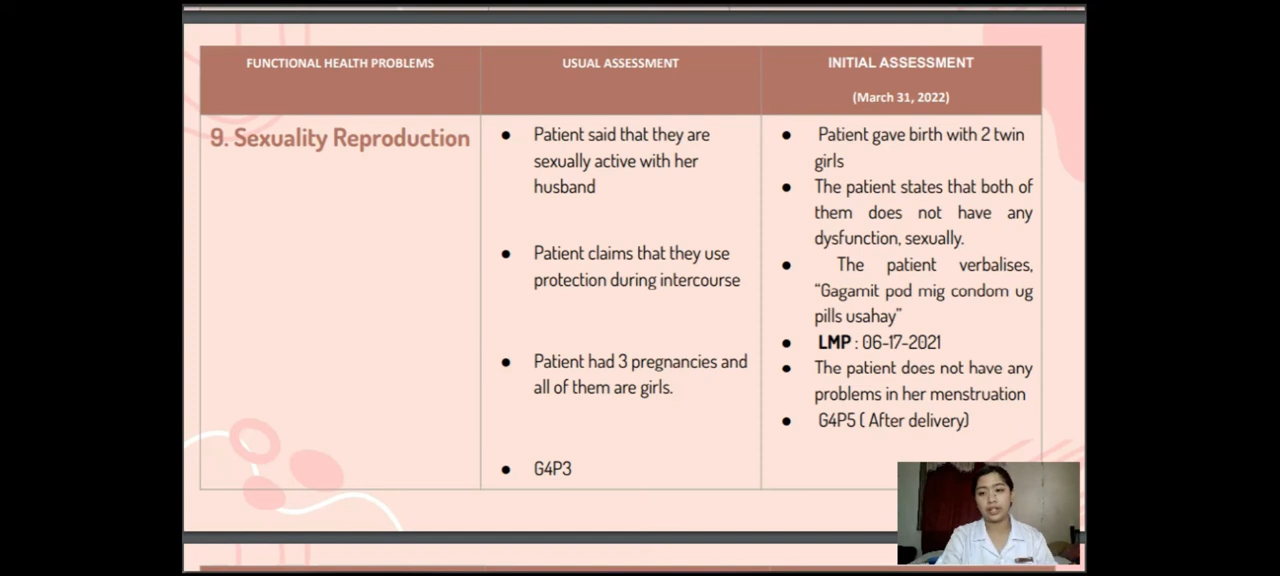 FUNCTIONAL HEALTH PROBLEMS
USUAL ASSESSMENT
INITIAL ASSESSMENT
(March 31, 2022)
9. Sexuality Reproduction
● Patient said that they are
sexually active with her
husband
● Patient claims that they use
protection during intercourse
● Patient had 3 pregnancies and
all of them are girls.
● G4P3
● Patient gave birth with 2 twin
girls
● The patient states that both of
them does not have any
dysfunction, sexually.
● The patient verbalises,
“Gagamit pod mig condom ug
pills usahay”
● LMP : 06-17-2021
● The patient does not have any
problems in her menstruation
● G4P5 ( After delivery)